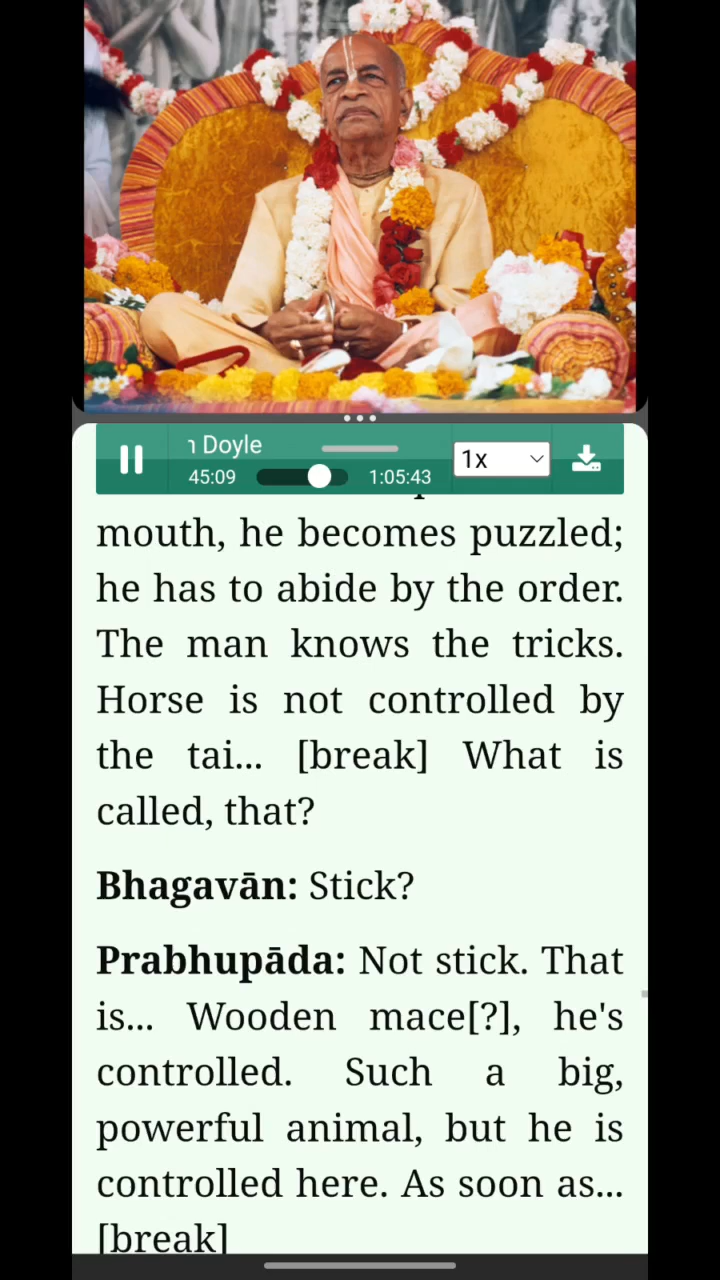 ı Doyle
45:09
1:05:43
1x
mouth, he becomes puzzled;
he has to abide by the order.
The man knows the tricks.
Horse is not controlled by
the tai... [break] What is
called, that?
Bhagavān: Stick?
Prabhupāda: Not stick. That
is... Wooden mace[?], he's
controlled. Such a big,
powerful animal, but he is
controlled here. As soon as...
[break]